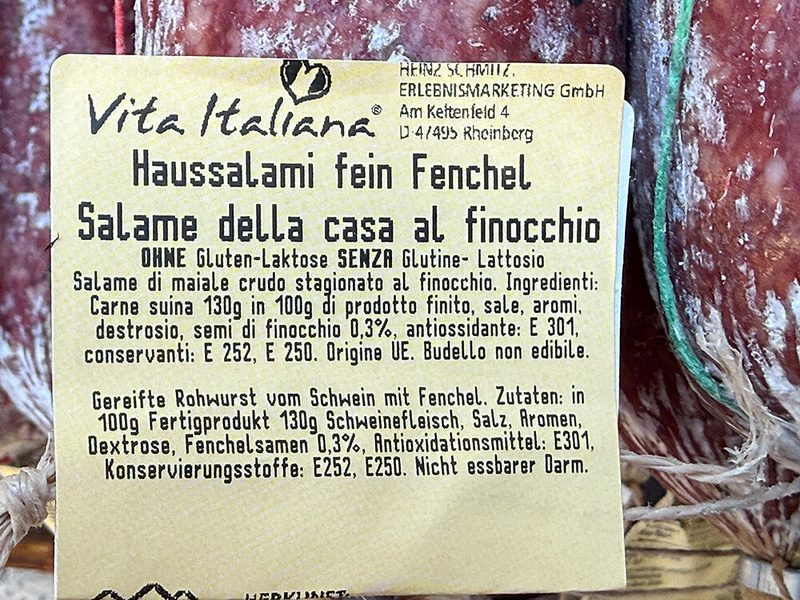 Vita Italiana®
HEINZ SCHMITZ.
ERLEBNISMARKETING GmbH
Am Keltenfeld 4
D 47495 Rheinberg
Haussalami fein Fenchel
Salame della casa al finocchio
OHNE Gluten-Laktose SENZA Glutine- Lattosio
Salame di maiale crudo stagionato al finocchio. Ingredienti:
Carne suina 130g in 100g di prodotto finito, sale, aromi,
destrosio, semi di finocchio 0,3%, antiossidante: E 301,
conservanti: E 252, E 250. Origine UE. Budello non edibile.
Gereifte Rohwurst vom Schwein mit Fenchel. Zutaten: in
100g Fertigprodukt 130g Schweinefleisch, Salz, Aromen,
Dextrose, Fenchelsamen 0,3%, Antioxidationsmittel: E301,
Konservierungsstoffe: E252, E250. Nicht essbarer Darm.
HERKUNFT: